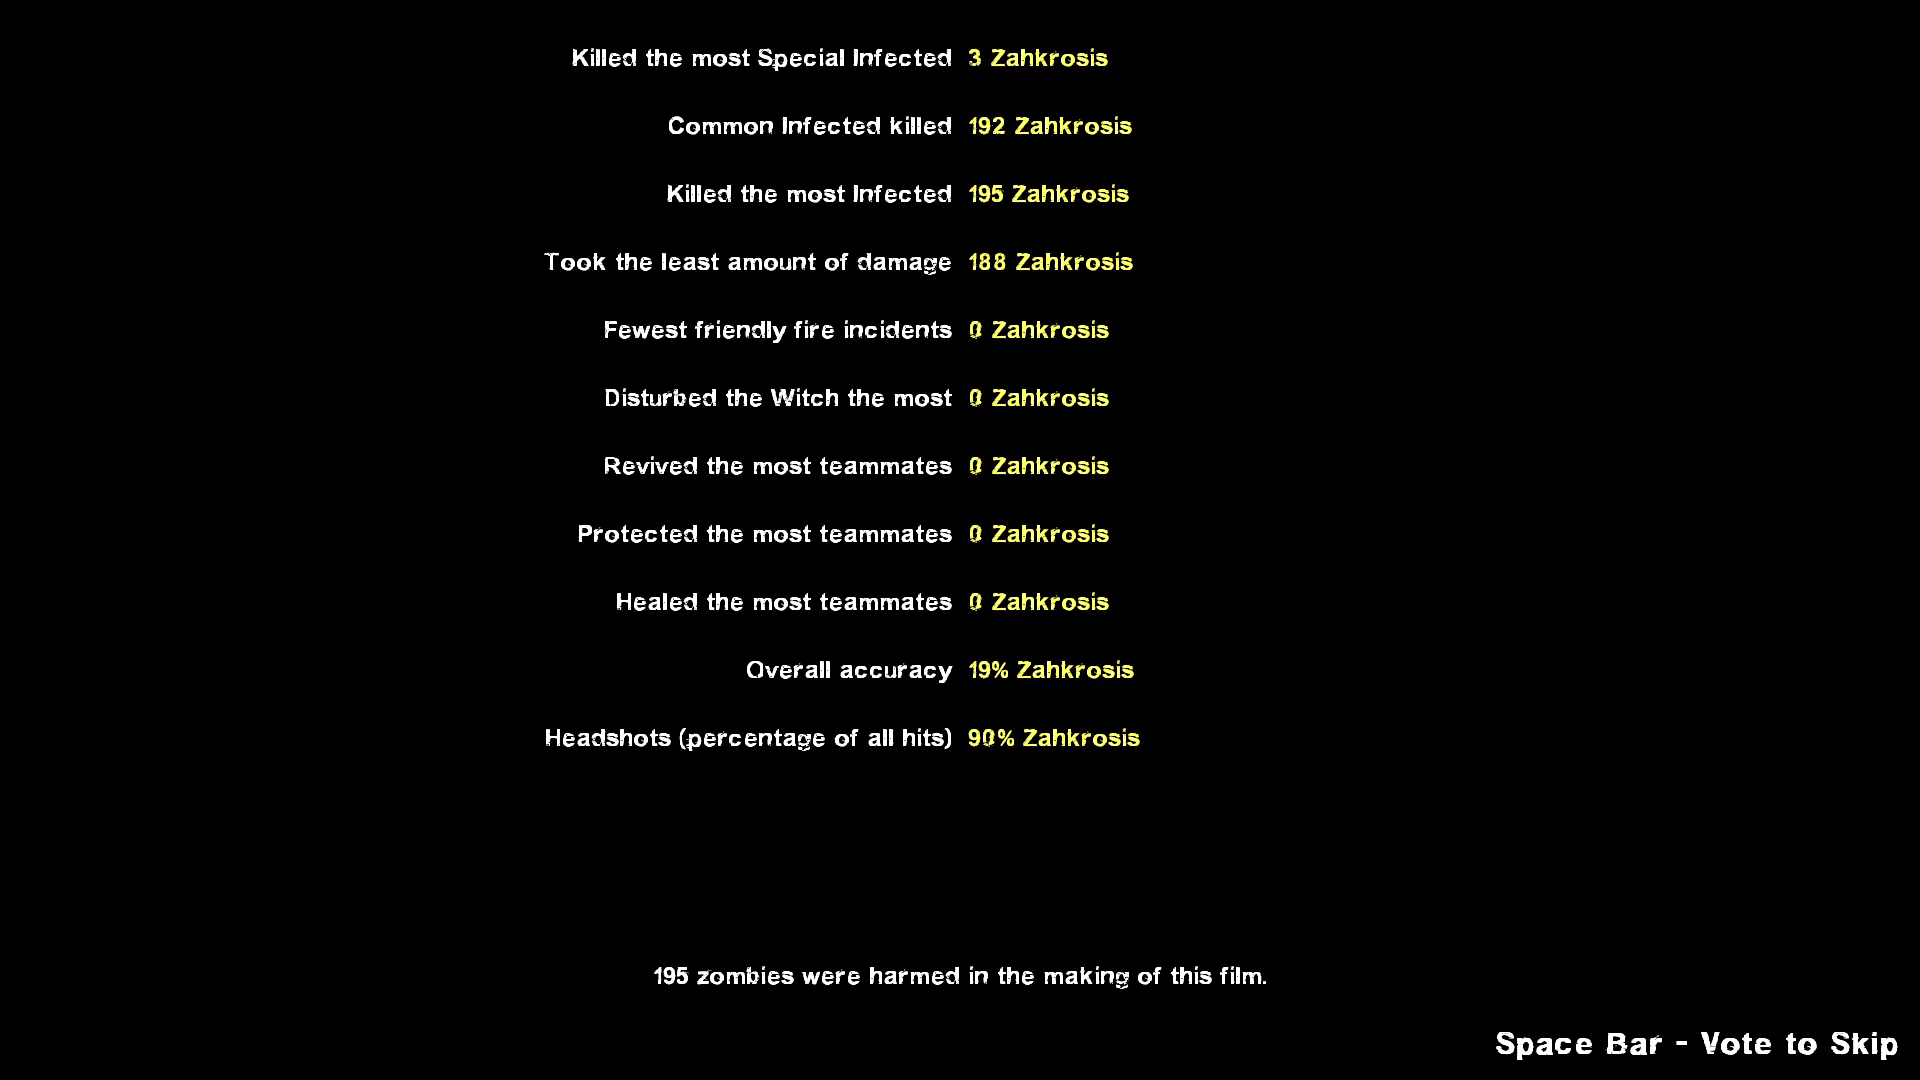 Killed the most Special Infected 3 Zahkrosis
Common Infected killed 192 Zahkrosis
Killed the most Infected 195 Zahkrosis
Took the least amount of damage 188 Zahkrosis
Fewest friendly fire incidents 0 Zahkrosis
Disturbed the Witch the most 0 Zahkrosis
Revived the most teammates 0 Zahkrosis
Protected the most teammates 0 Zahkrosis
Healed the most teammates 0 Zahkrosis
Overall accuracy 19% Zahkrosis
Headshots (percentage of all hits) 90% Zahkrosis
195 zombies were harmed in the making of this film.
Space Bar - Vote to Skip